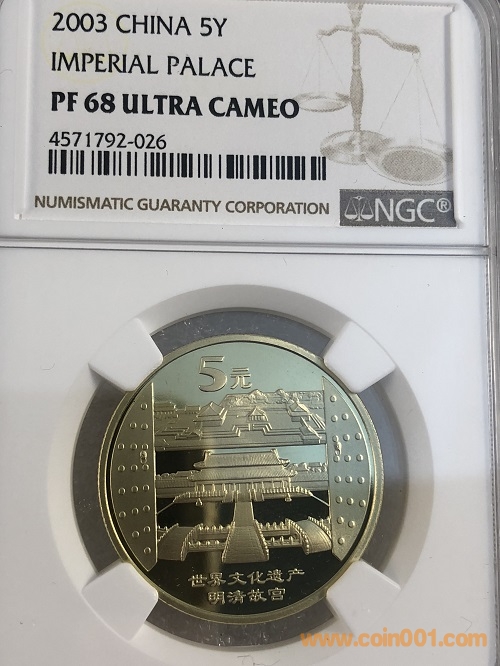 2003 CHINA 5Y
IMPERIAL PALACE
PF 68 ULTRA CAMEO
4571792-026
NUMISMATIC GUARANTY CORPORATION
NGC®
5元
世界文化遗产
明清故宫
www.coin001.com